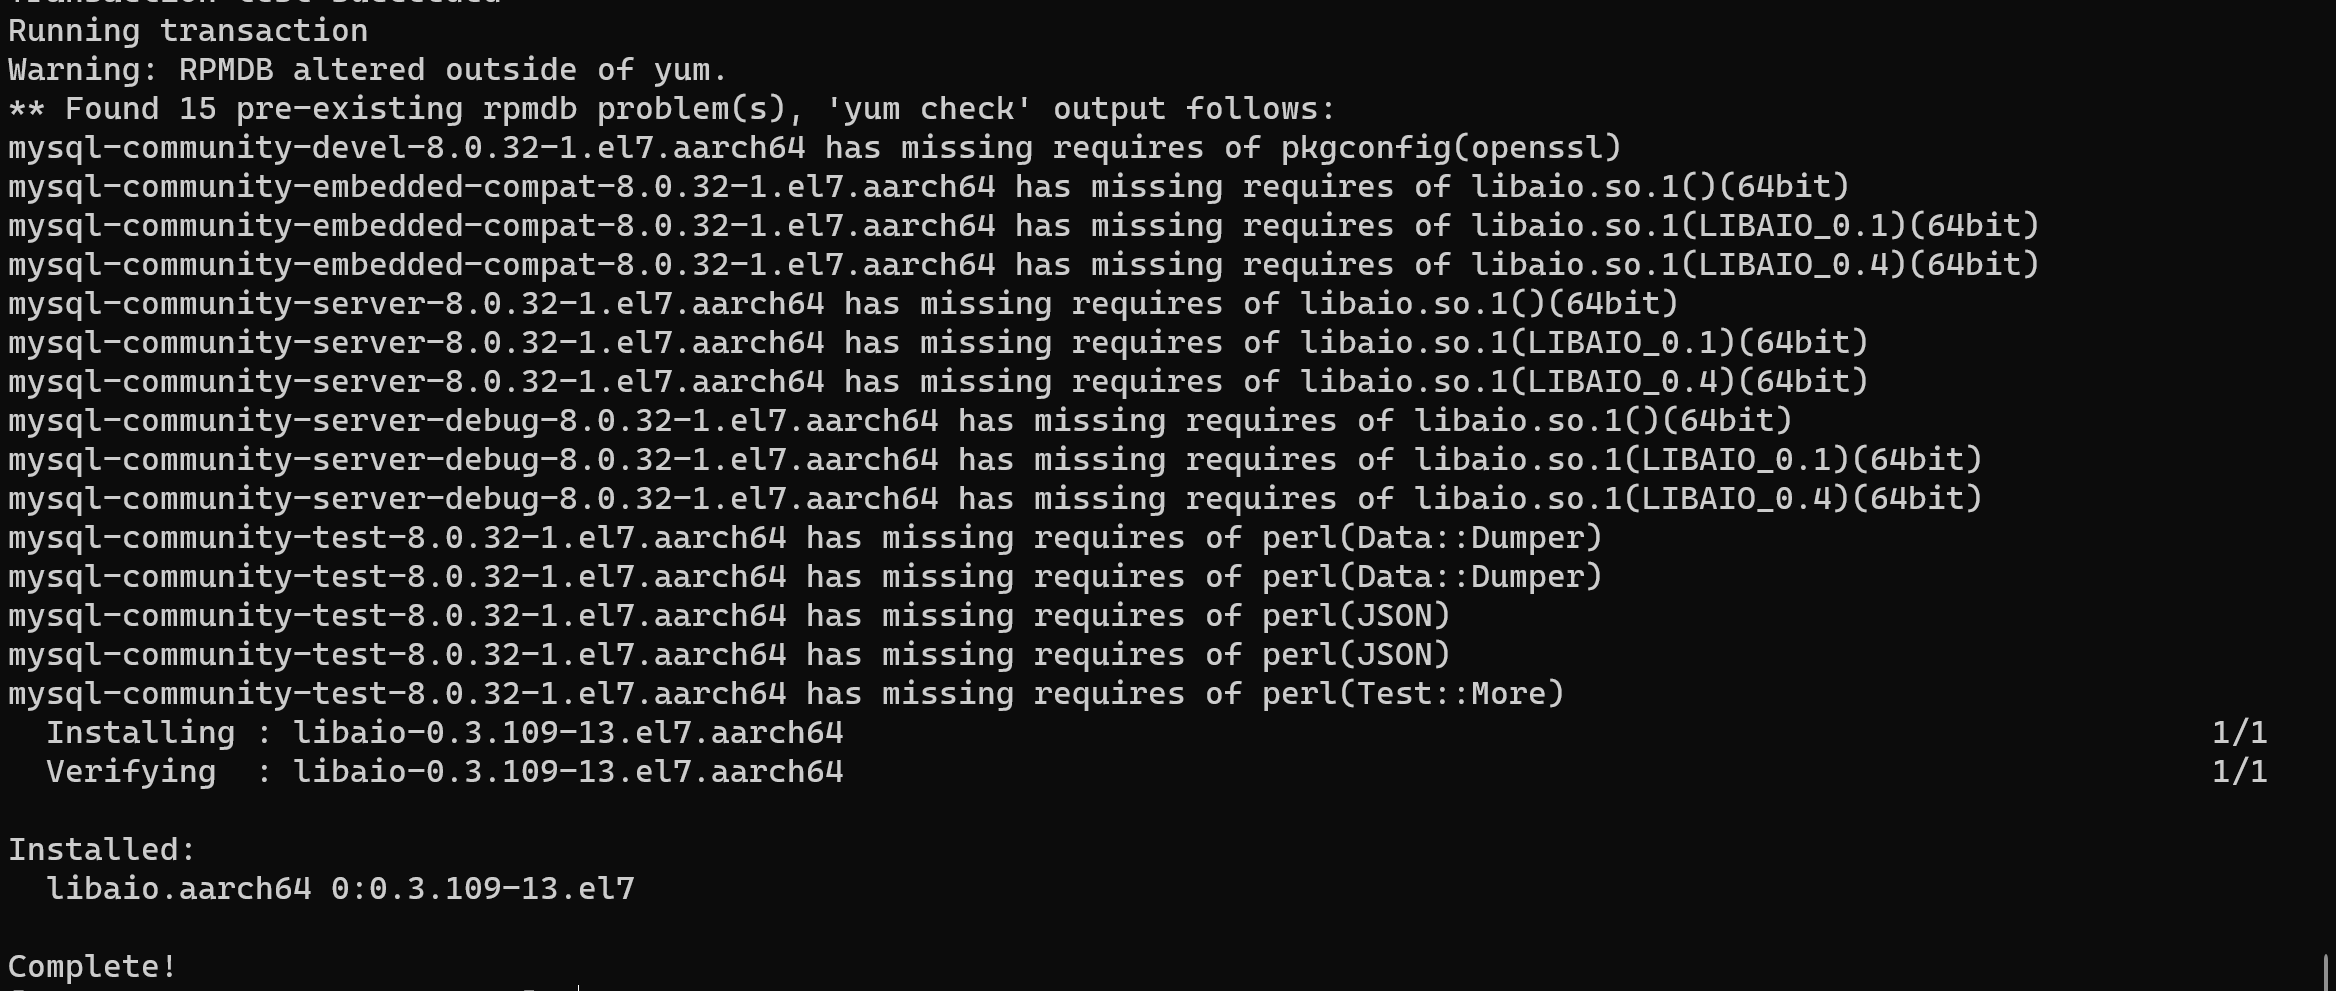 Transaction test succeeded
Running transaction
Warning: RPMDB altered outside of yum.
** Found 15 pre-existing rpmdb problem(s), 'yum check' output follows:
mysql-community-devel-8.0.32-1.el7.aarch64 has missing requires of pkgconfig(openssl)
mysql-community-embedded-compat-8.0.32-1.el7.aarch64 has missing requires of libaio.so.1()(64bit)
mysql-community-embedded-compat-8.0.32-1.el7.aarch64 has missing requires of libaio.so.1(LIBAIO_0.1)(64bit)
mysql-community-embedded-compat-8.0.32-1.el7.aarch64 has missing requires of libaio.so.1(LIBAIO_0.4)(64bit)
mysql-community-server-8.0.32-1.el7.aarch64 has missing requires of libaio.so.1()(64bit)
mysql-community-server-8.0.32-1.el7.aarch64 has missing requires of libaio.so.1(LIBAIO_0.1)(64bit)
mysql-community-server-8.0.32-1.el7.aarch64 has missing requires of libaio.so.1(LIBAIO_0.4)(64bit)
mysql-community-server-debug-8.0.32-1.el7.aarch64 has missing requires of libaio.so.1()(64bit)
mysql-community-server-debug-8.0.32-1.el7.aarch64 has missing requires of libaio.so.1(LIBAIO_0.1)(64bit)
mysql-community-server-debug-8.0.32-1.el7.aarch64 has missing requires of libaio.so.1(LIBAIO_0.4)(64bit)
mysql-community-test-8.0.32-1.el7.aarch64 has missing requires of perl(Data::Dumper)
mysql-community-test-8.0.32-1.el7.aarch64 has missing requires of perl(Data::Dumper)
mysql-community-test-8.0.32-1.el7.aarch64 has missing requires of perl(JSON)
mysql-community-test-8.0.32-1.el7.aarch64 has missing requires of perl(JSON)
mysql-community-test-8.0.32-1.el7.aarch64 has missing requires of perl(Test::More)
  Installing : libaio-0.3.109-13.el7.aarch64 1/1
  Verifying  : libaio-0.3.109-13.el7.aarch64 1/1
Installed:
  libaio.aarch64 0:0.3.109-13.el7
Complete!